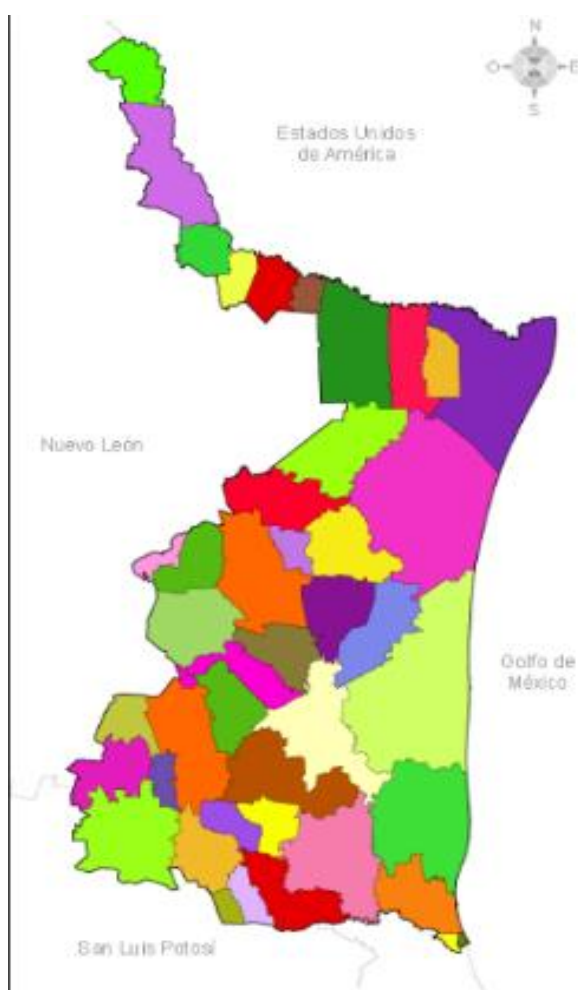 N
O
E
S
Estados Unidos
de América
Nuevo León
Golfo de
México
San Luis Potosí